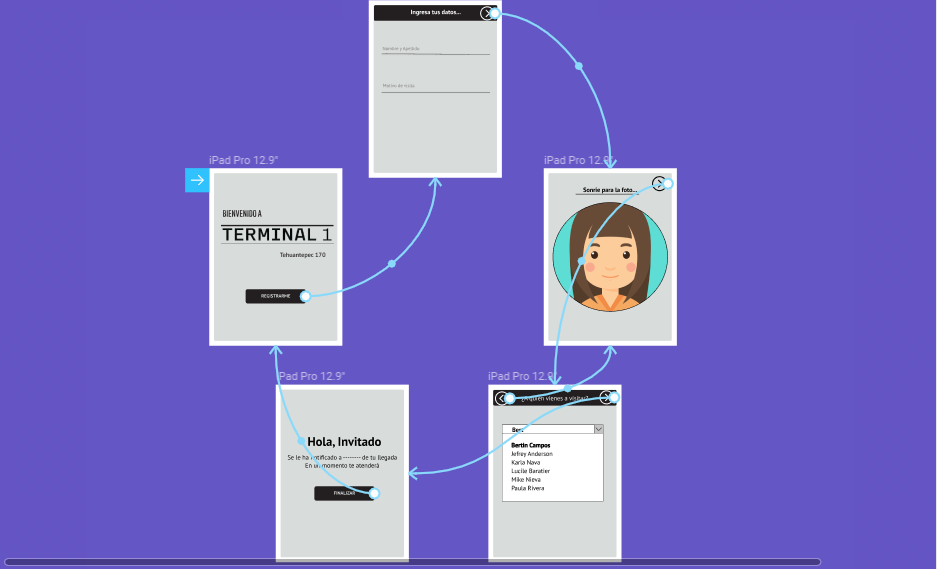 Ingresa tus datos...
Nombre y Apellido
Motivo de Visita
iPad Pro 12.9"
BIENVENIDO A
TERMINAL 1
Tehuantepec 170
REGISTRARME
iPad Pro 12.9"
Sonríe para la foto...
iPad Pro 12.9"
Hola, Invitado
Se le ha notificado a ------- de tu llegada
En un momento te atenderá
FINALIZAR
iPad Pro 12.9"
¿A quién vienes a visitar?
Ber
Bertin Campos
Jefrey Anderson
Karla Nava
Lucile Baratier
Mike Nieva
Paula Rivera